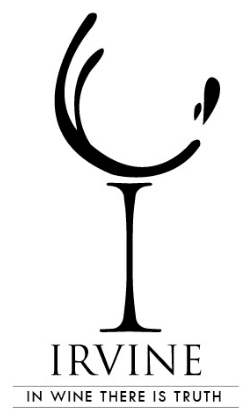 IRVINE
IN WINE THERE IS TRUTH